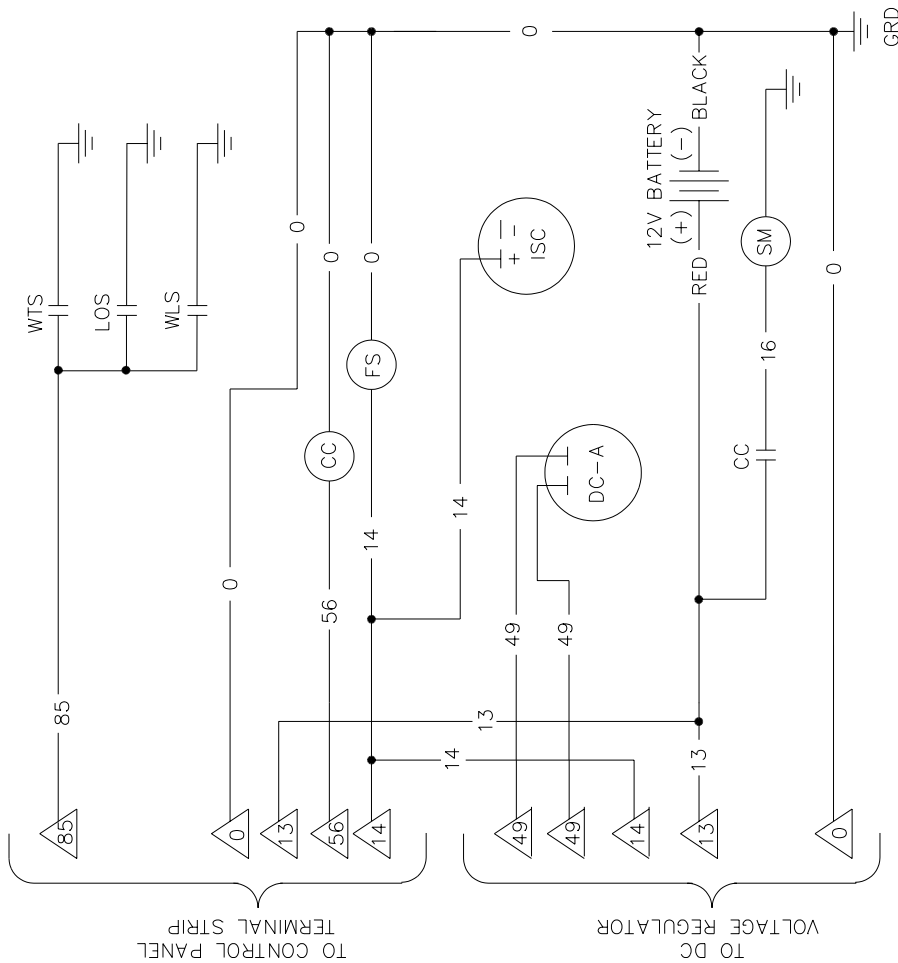 WTS
LOS
WLS
85
85
0
0
0
0
0
0
0
GRD
13
13
13
13
56
56
CC
14
14
14
14
14
FS
+ −
ISC
49
49
49
49
DC-A
12V BATTERY
(+) (−)
RED
BLACK
CC
16
SM
TO CONTROL PANEL
TERMINAL STRIP
TO DC
VOLTAGE REGULATOR